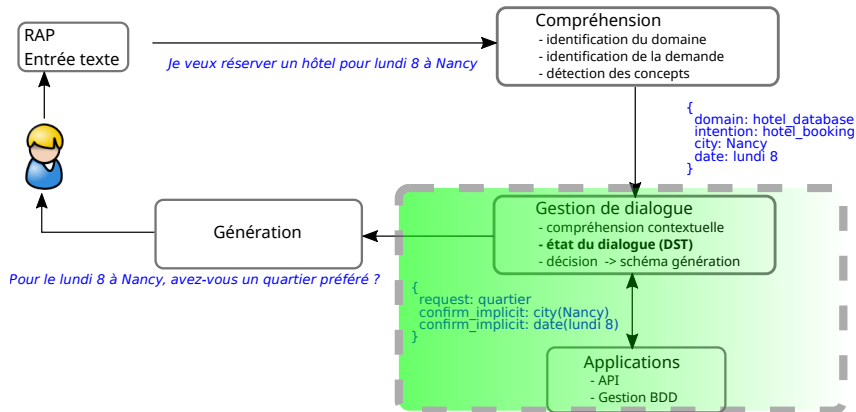 RAP
Entrée texte
Je veux réserver un hôtel pour lundi 8 à Nancy
Compréhension
- identification du domaine
- identification de la demande
- détection des concepts
{
domain: hotel_database
intention: hotel_booking
city: Nancy
date: lundi 8
}
Gestion de dialogue
- compréhension contextuelle
- état du dialogue (DST)
- décision -> schéma génération
Génération
Pour le lundi 8 à Nancy, avez-vous un quartier préféré ?
{
request: quartier
confirm_implicit: city(Nancy)
confirm_implicit: date(lundi 8)
}
Applications
- API
- Gestion BDD